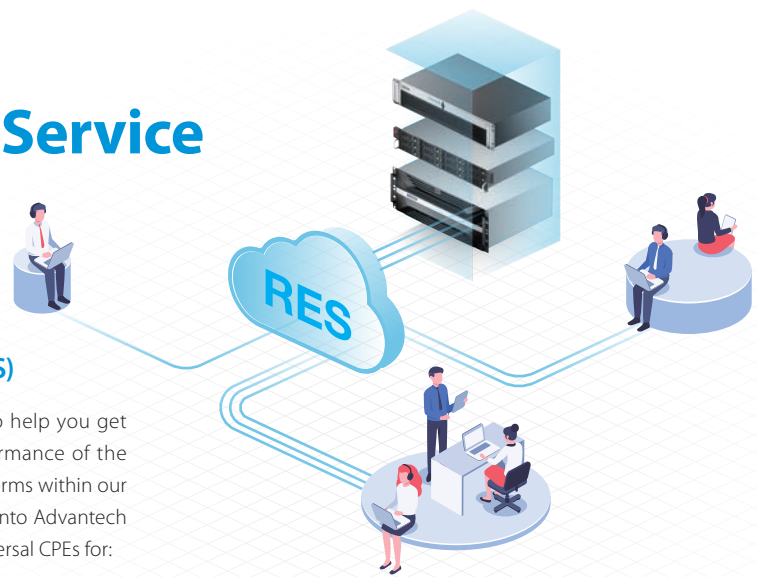 Service
RES
S)
o help you get
rmance of the
rms within our
nto Advantech
ersal CPEs for: